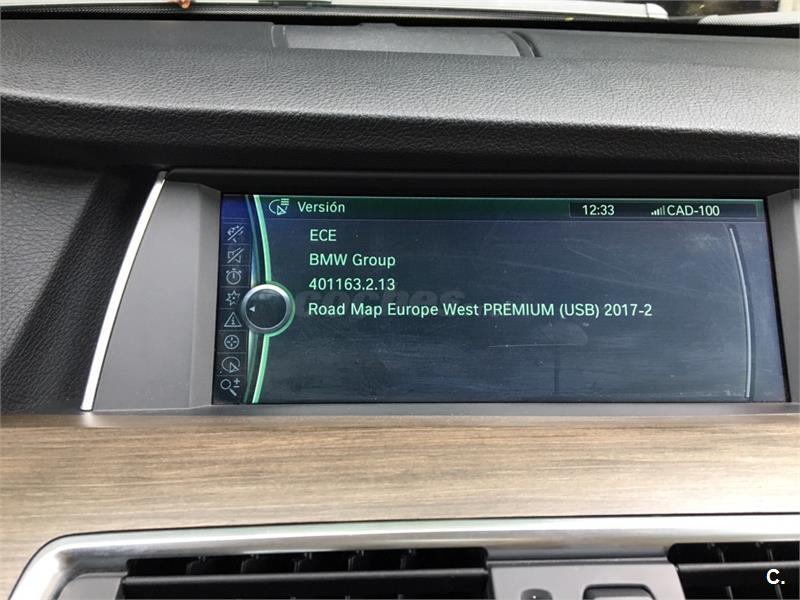 Versión
12:33
CAD-100
ECE
BMW Group
401163.2.13
coches
Road Map Europe West PREMIUM (USB) 2017-2
C.